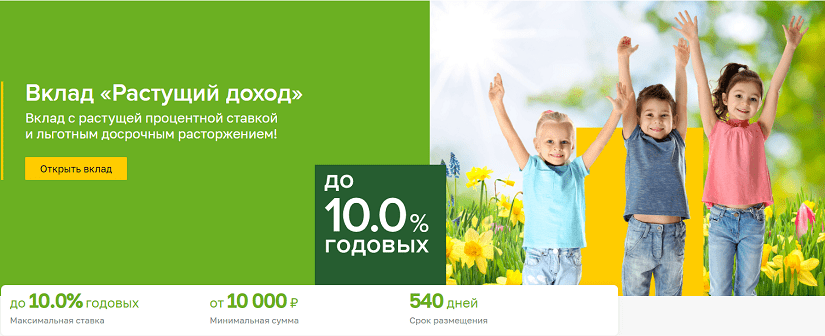 Вклад «Растущий доход»
Вклад с растущей процентной ставкой
и льготным досрочным расторжением!
Открыть вклад
до
10.0%
годовых
до 10.0% годовых
Максимальная ставка
от 10 000 ₽
Минимальная сумма
540 дней
Срок размещения